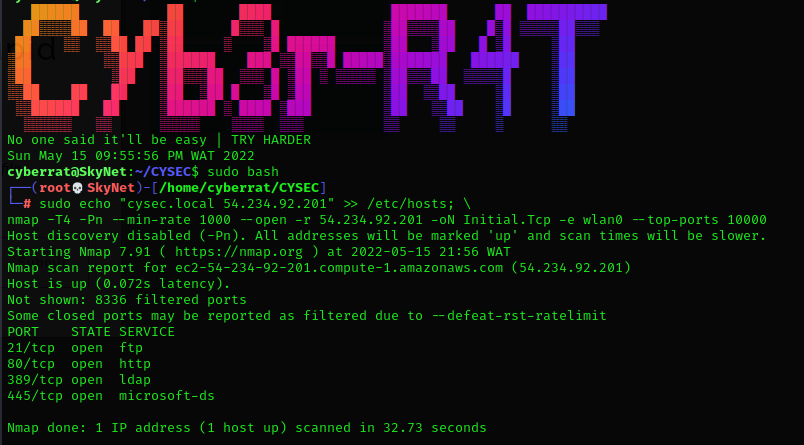 Cyb3r-R4T
No one said it'll be easy | TRY HARDER
Sun May 15 09:55:56 PM WAT 2022
cyberrat@SkyNet:~/CYSEC$ sudo bash
┌──(root💀SkyNet)-[/home/cyberrat/CYSEC]
└─# sudo echo "cysec.local 54.234.92.201" >> /etc/hosts; \
nmap -T4 -Pn --min-rate 1000 --open -r 54.234.92.201 -oN Initial.Tcp -e wlan0 --top-ports 10000
Host discovery disabled (-Pn). All addresses will be marked 'up' and scan times will be slower.
Starting Nmap 7.91 ( https://nmap.org ) at 2022-05-15 21:56 WAT
Nmap scan report for ec2-54-234-92-201.compute-1.amazonaws.com (54.234.92.201)
Host is up (0.072s latency).
Not shown: 8336 filtered ports
Some closed ports may be reported as filtered due to --defeat-rst-ratelimit
PORT    STATE SERVICE
21/tcp  open  ftp
80/tcp  open  http
389/tcp open  ldap
445/tcp open  microsoft-ds
Nmap done: 1 IP address (1 host up) scanned in 32.73 seconds